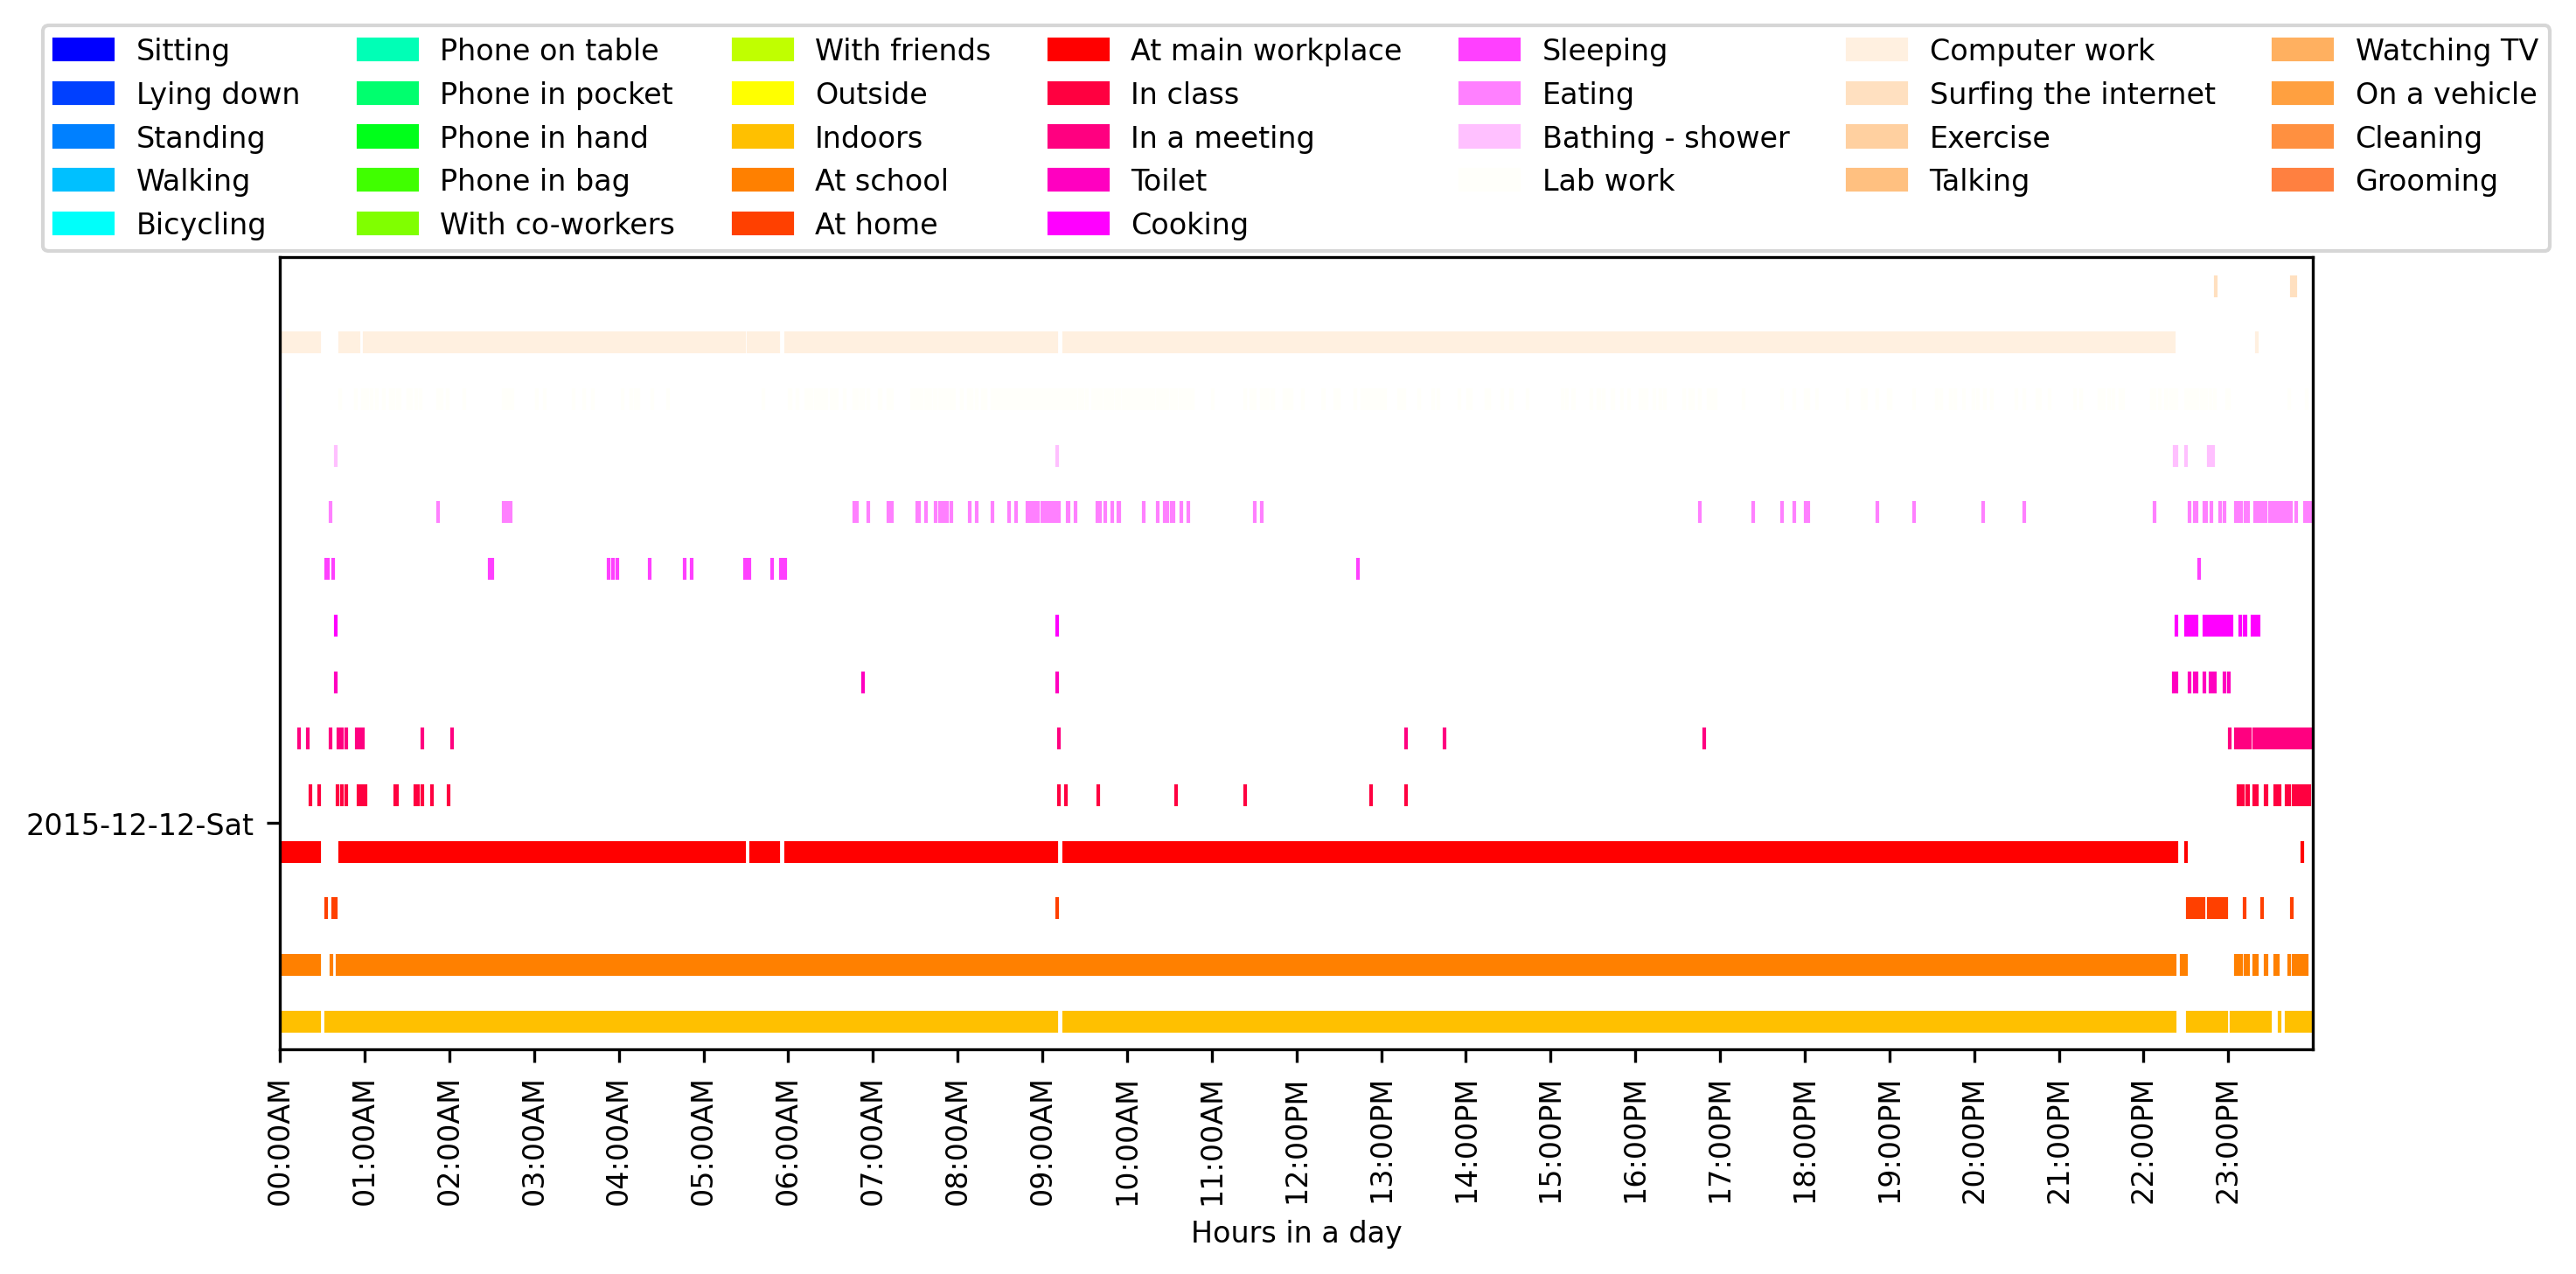 Sitting
Lying down
Standing
Walking
Bicycling
Phone on table
Phone in pocket
Phone in hand
Phone in bag
With co-workers
With friends
Outside
Indoors
At school
At home
At main workplace
In class
In a meeting
Toilet
Cooking
Sleeping
Eating
Bathing - shower
Lab work
Computer work
Surfing the internet
Exercise
Talking
Watching TV
On a vehicle
Cleaning
Grooming
2015-12-12-Sat
00:00AM
01:00AM
02:00AM
03:00AM
04:00AM
05:00AM
06:00AM
07:00AM
08:00AM
09:00AM
10:00AM
11:00AM
12:00PM
13:00PM
14:00PM
15:00PM
16:00PM
17:00PM
18:00PM
19:00PM
20:00PM
21:00PM
22:00PM
23:00PM
Hours in a day